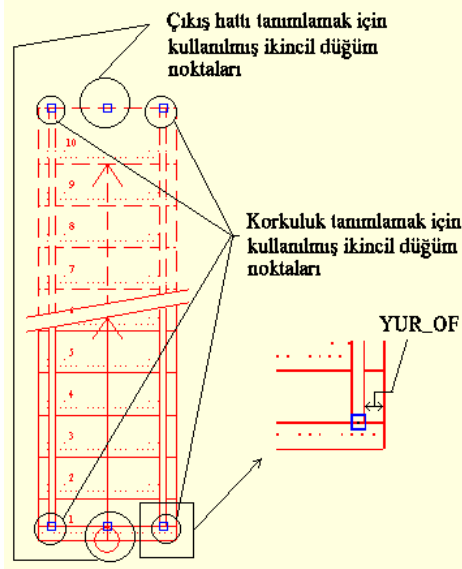 Çıkış hattı tanımlamak için
kullanılmış ikincil düğüm
noktaları
10
9
8
7
Korkuluk tanımlamak için
kullanılmış ikincil düğüm
noktaları
YUR_OF
5
4
3
2
1